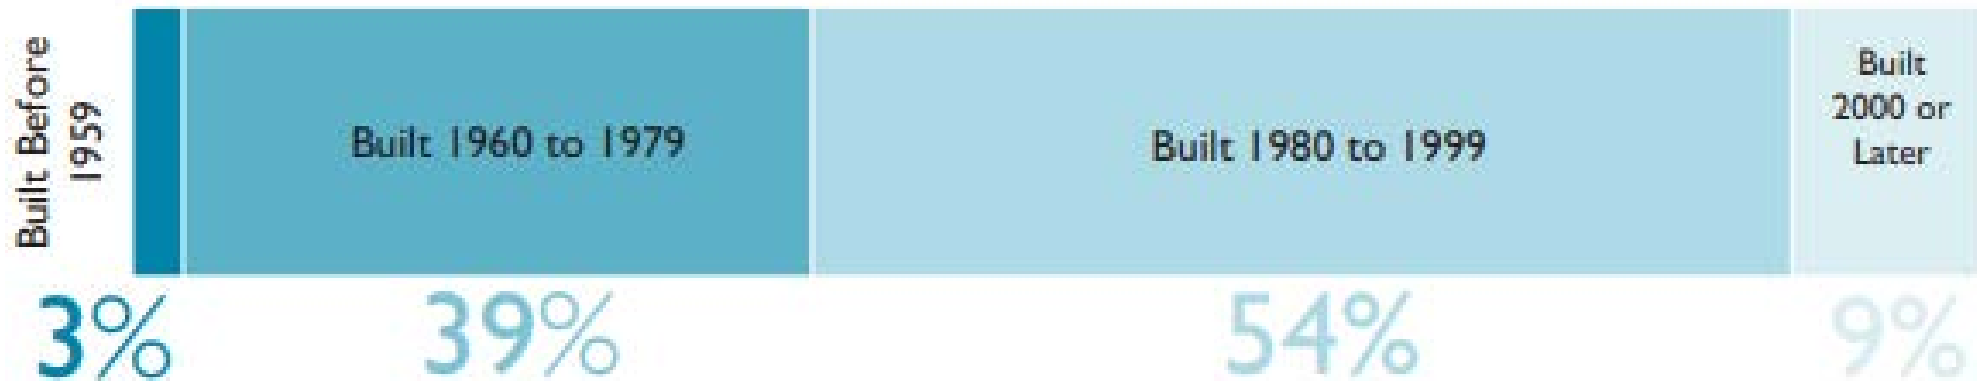 Built Before
1959
Built 1960 to 1979
Built 1980 to 1999
Built
2000 or
Later
3%
39%
54%
9%